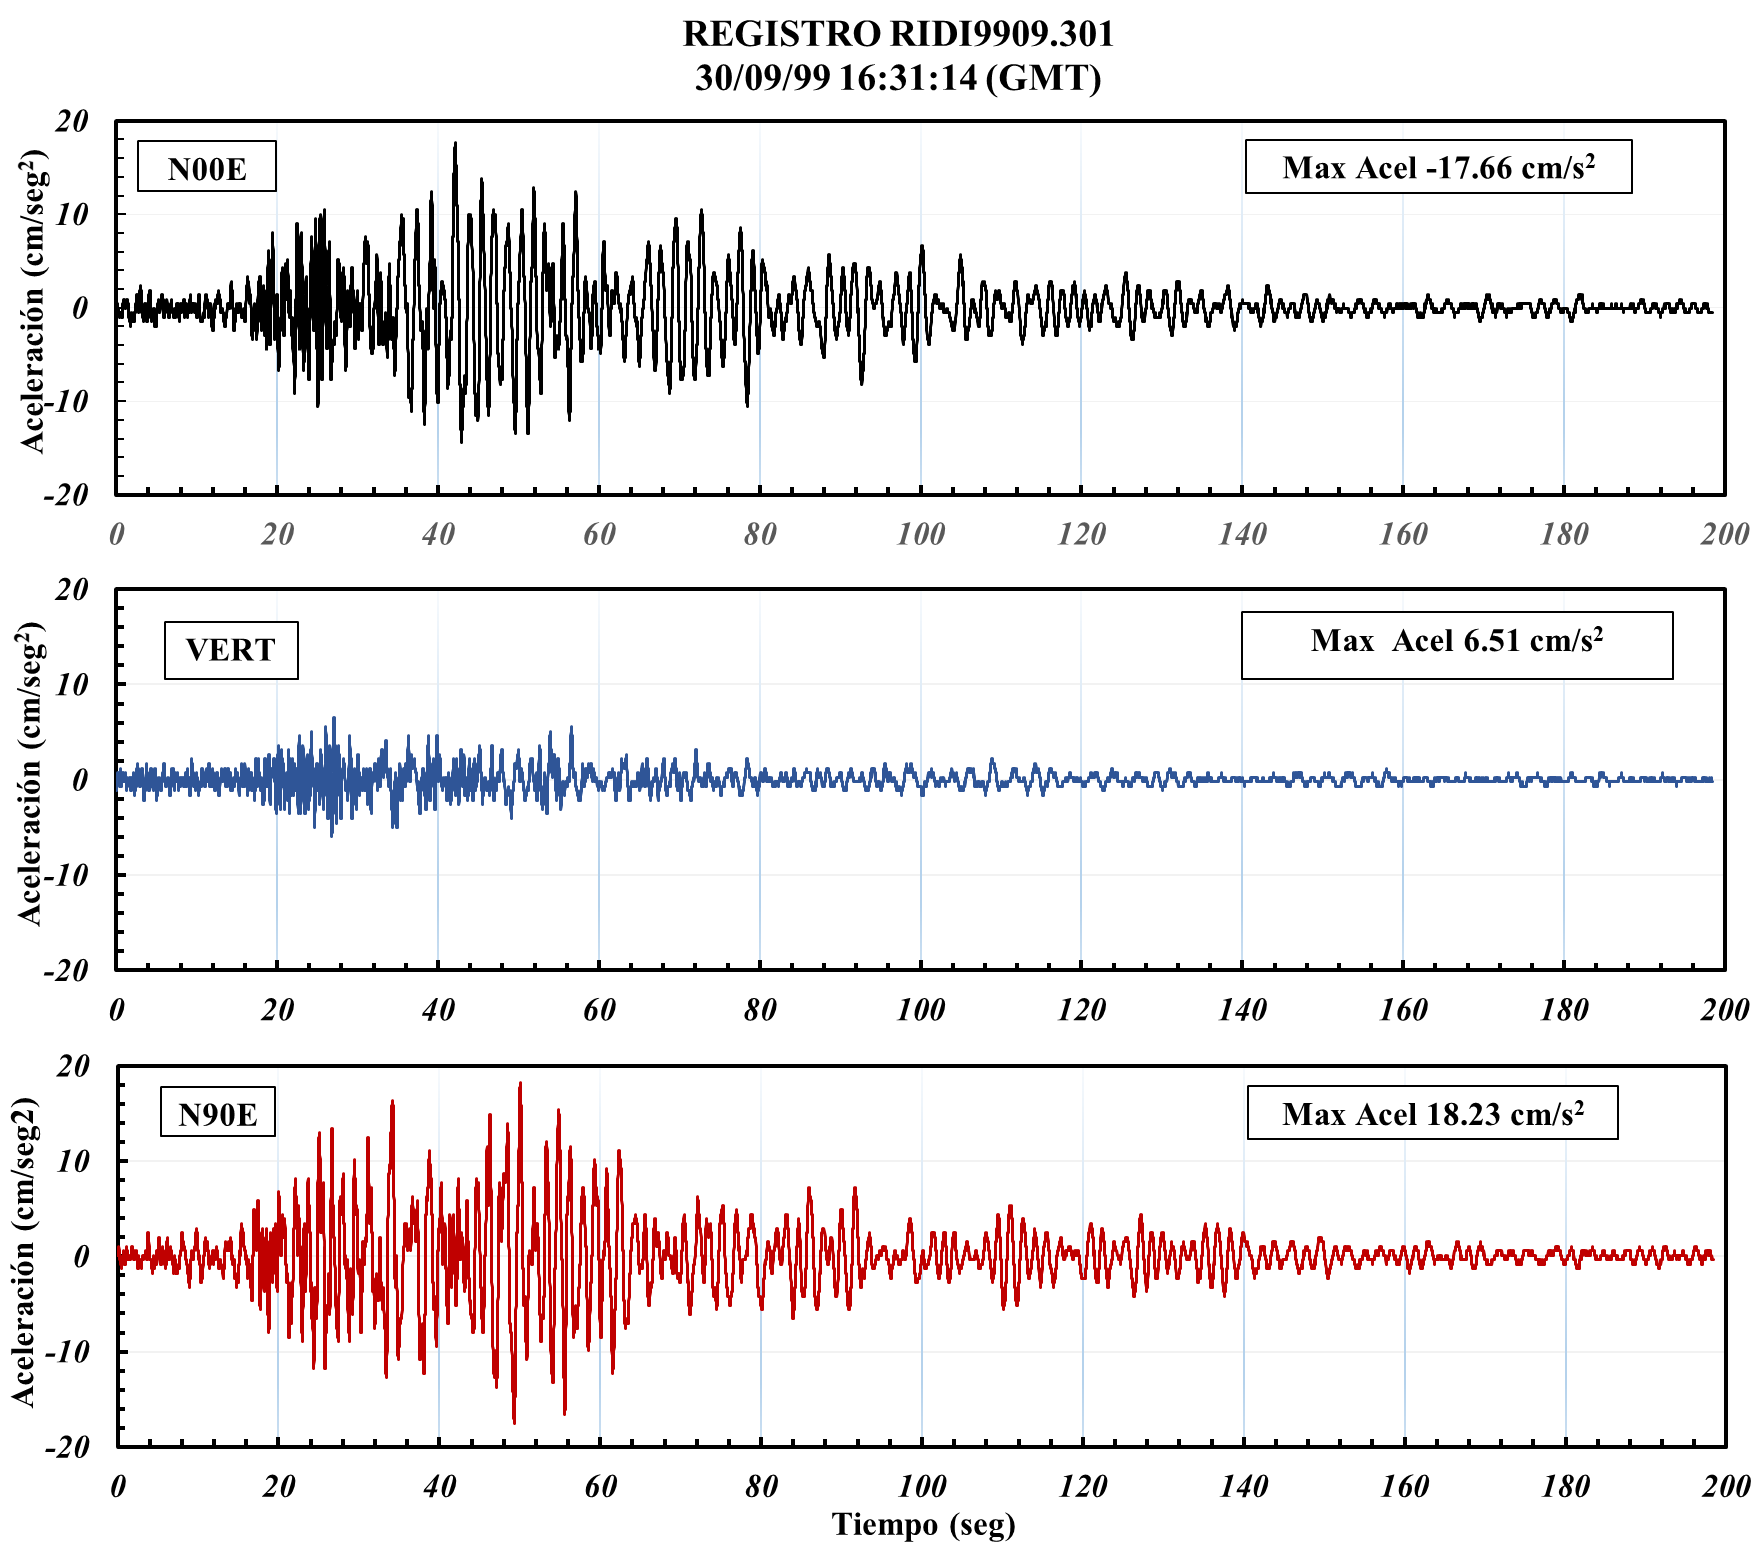 REGISTRO RIDI9909.301
30/09/99 16:31:14 (GMT)
Aceleración (cm/seg²)
20
10
0
-10
-20
N00E
Max Acel -17.66 cm/s²
0 20 40 60 80 100 120 140 160 180 200
Aceleración (cm/seg²)
20
10
0
-10
-20
VERT
Max Acel 6.51 cm/s²
0 20 40 60 80 100 120 140 160 180 200
Aceleración (cm/seg2)
20
10
0
-10
-20
N90E
Max Acel 18.23 cm/s²
0 20 40 60 80 100 120 140 160 180 200
Tiempo (seg)